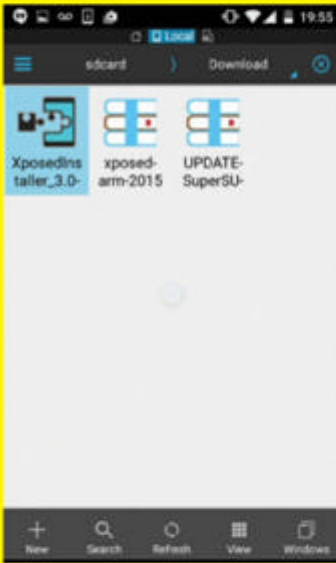 19:55
Local
sdcard
Download
XposedIns
taller_3.0-
xposed-
arm-2015
UPDATE-
SuperSU-
New
Search
Refresh
View
Windows